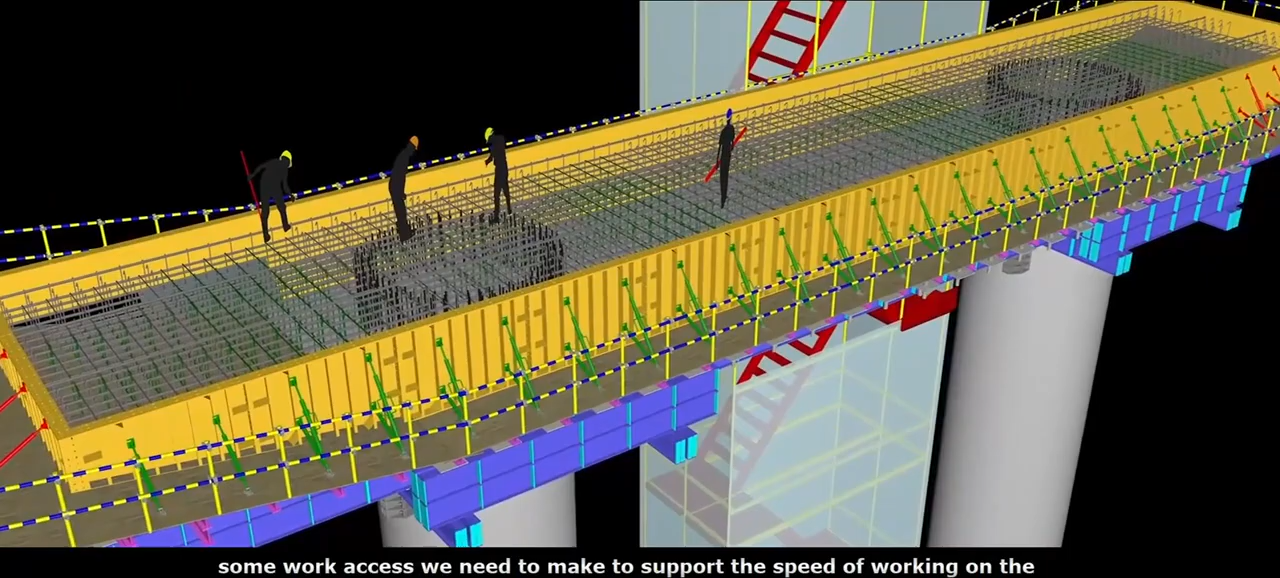 some work access we need to make to support the speed of working on the